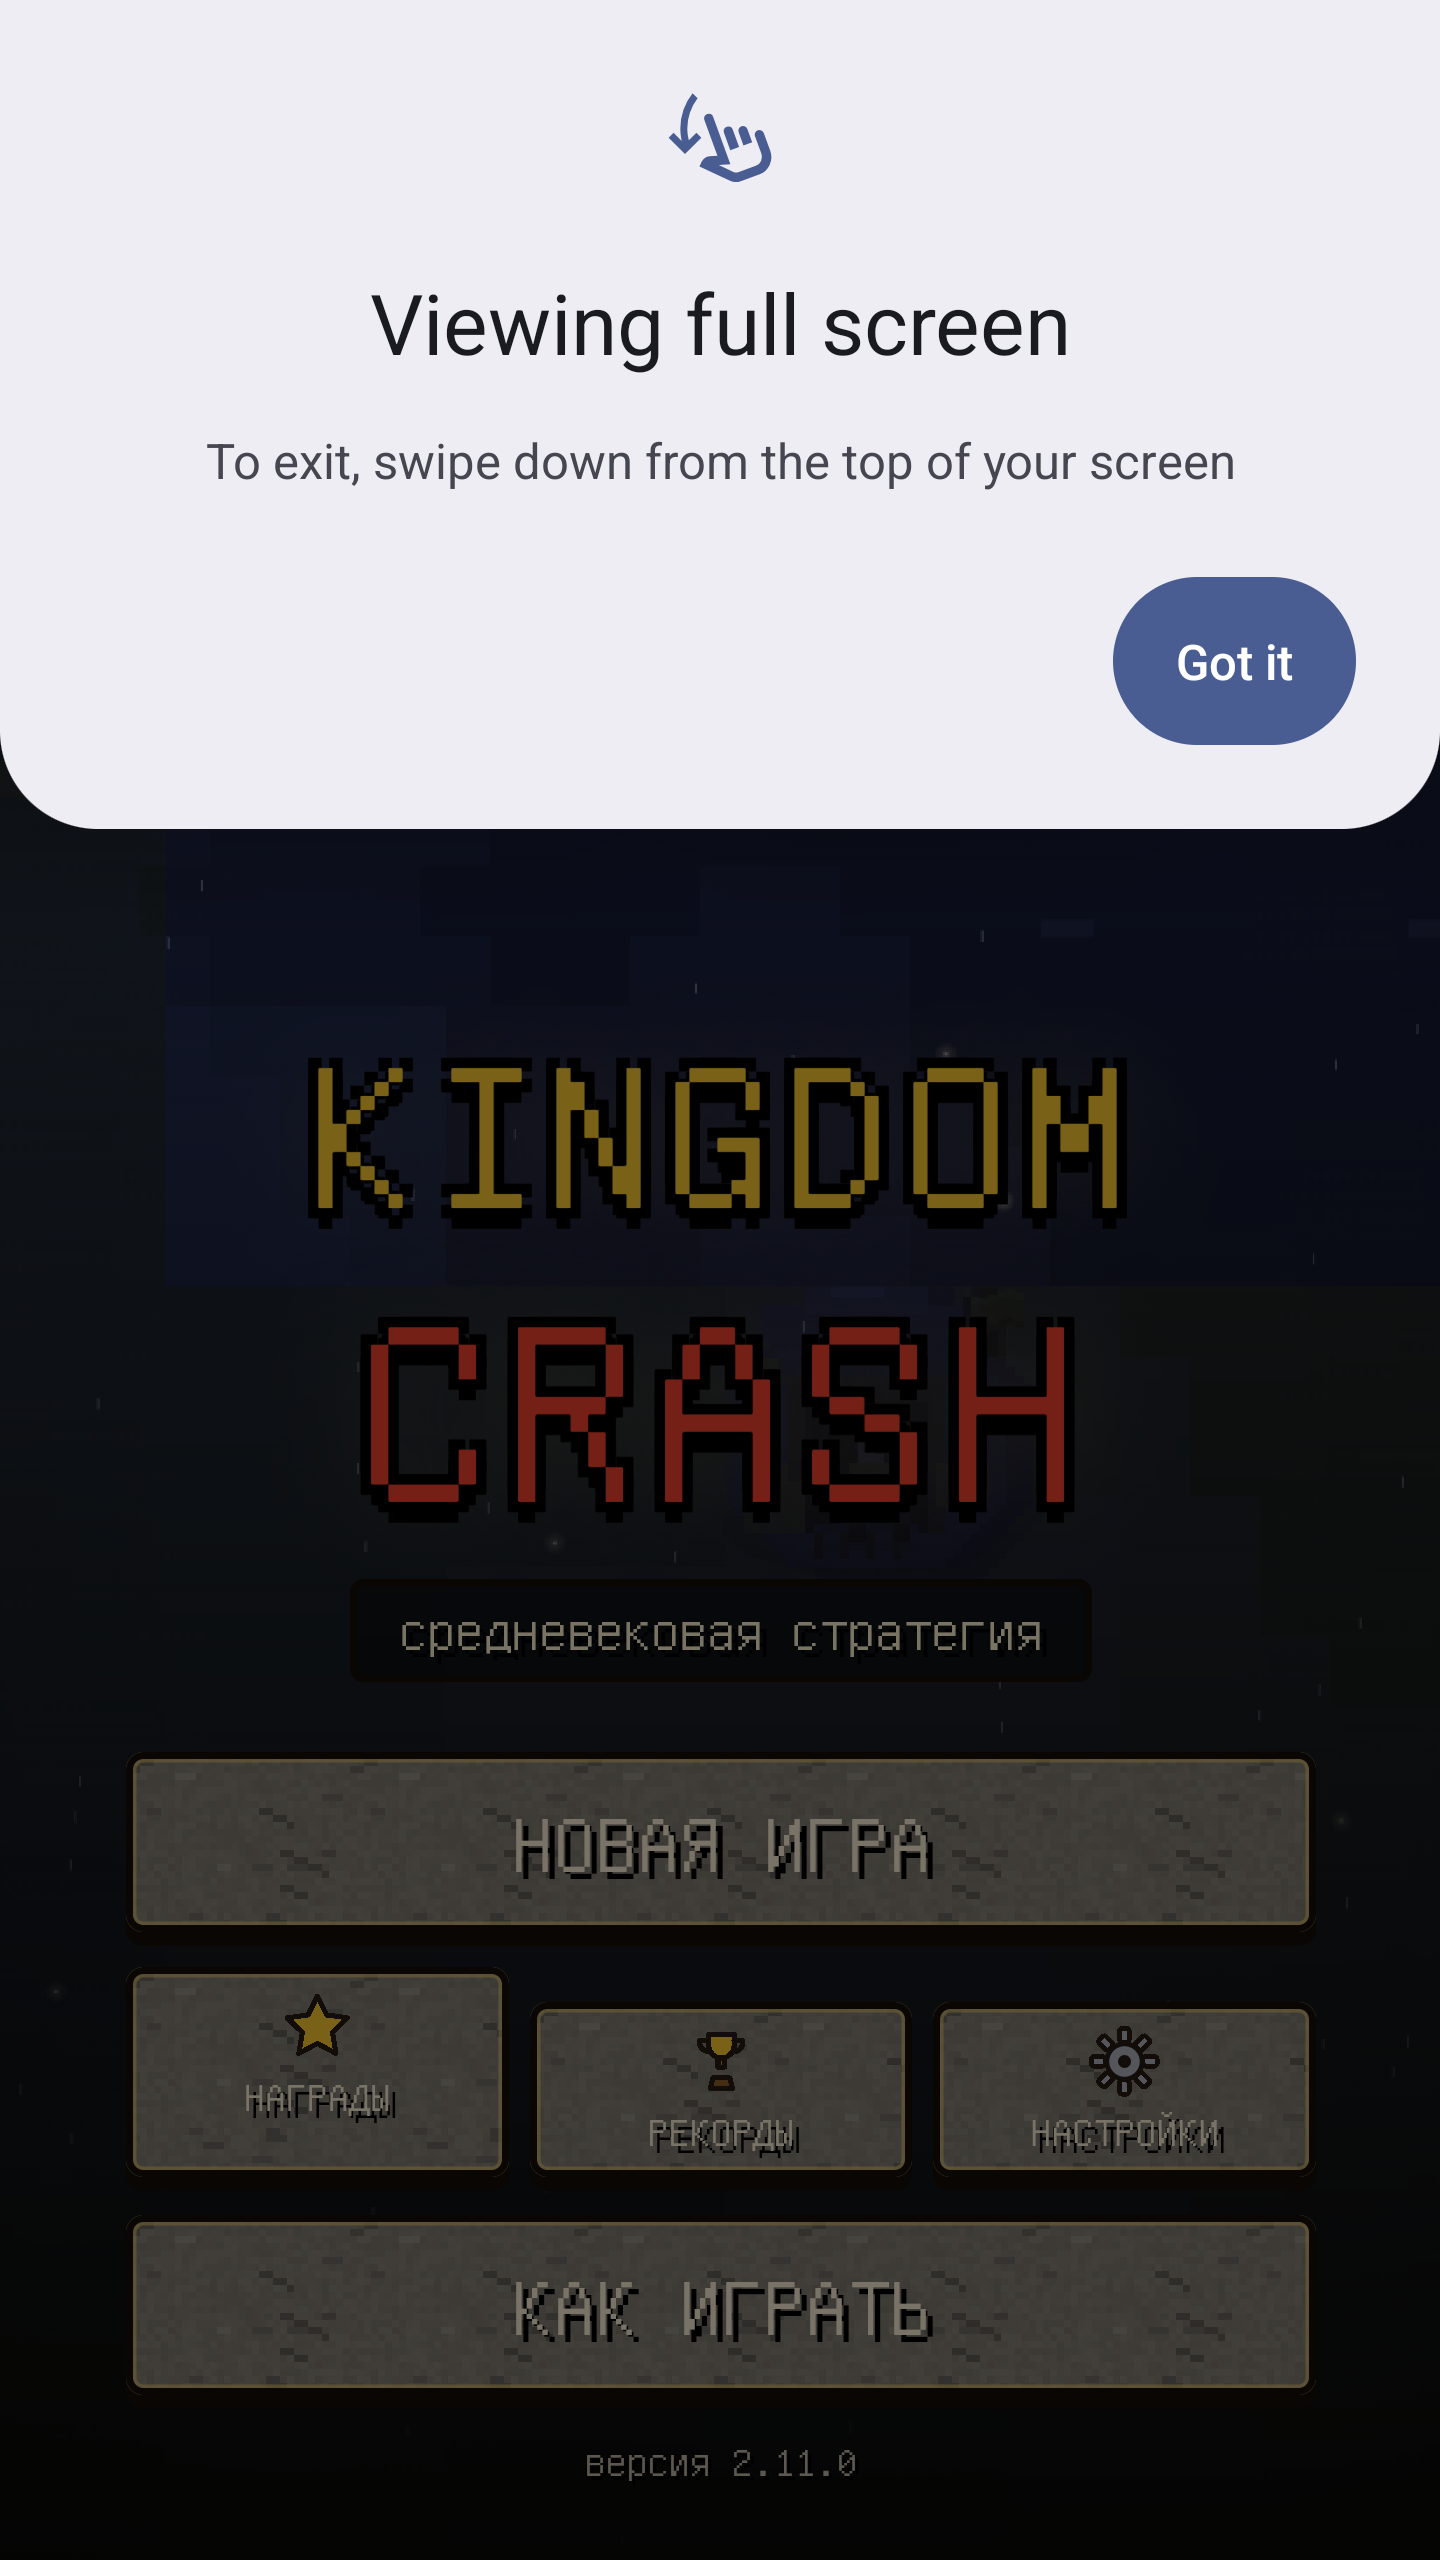 Viewing full screen
To exit, swipe down from the top of your screen
Got it
KINGDOM
CRASH
средневековая стратегия
НОВАЯ ИГРА
НАГРАДЫ
РЕКОРДЫ
НАСТРОЙКИ
КАК ИГРАТЬ
версия 2.11.0